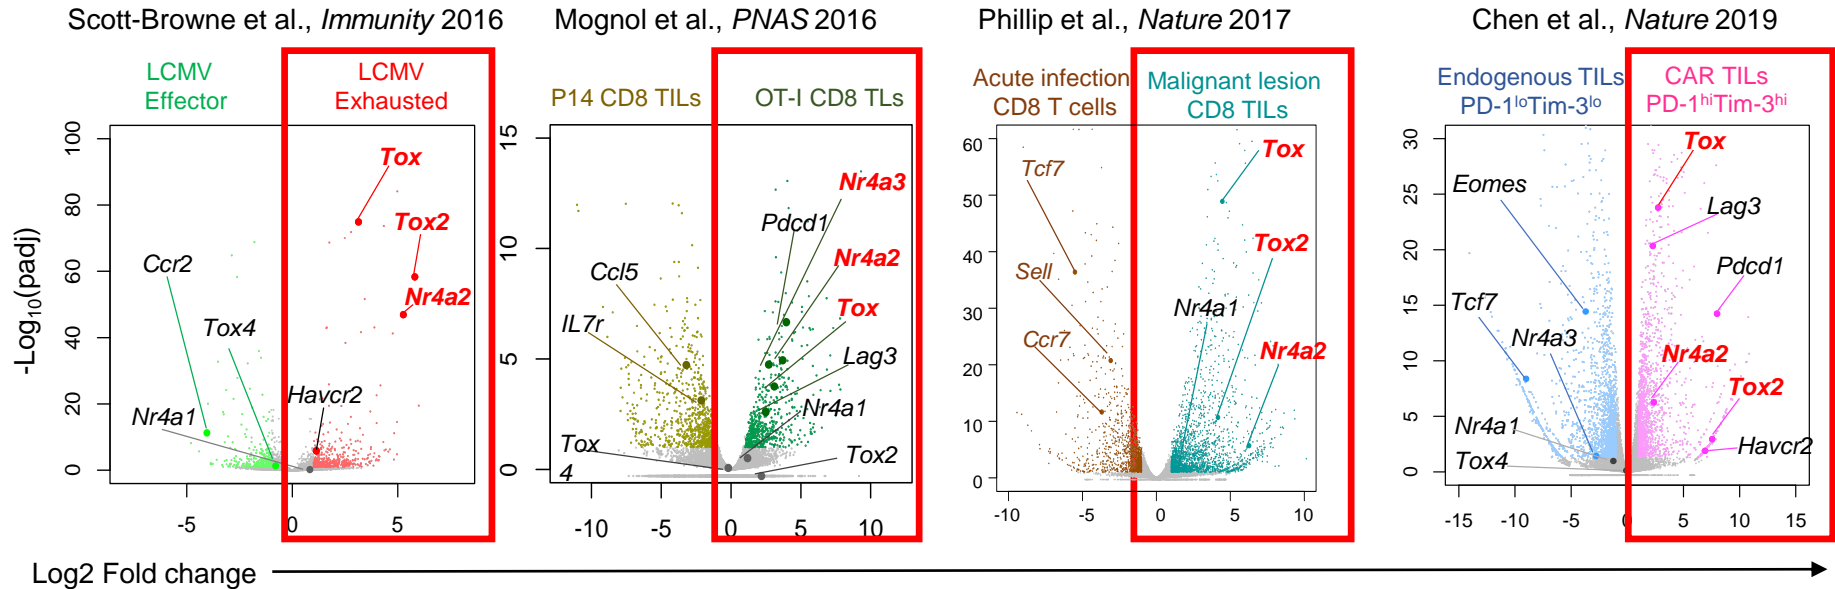 Scott-Browne et al., Immunity 2016
Mognol et al., PNAS 2016
Phillip et al., Nature 2017
Chen et al., Nature 2019
-Log10(padj)
LCMV
Effector
LCMV
Exhausted
100
80
60
40
20
0
-5
0
5
Tox
Tox2
Nr4a2
Ccr2
Tox4
Nr4a1
Havcr2
P14 CD8 TILs
OT-I CD8 TLs
15
10
5
0
-10
-5
0
5
10
Nr4a3
Pdcd1
Nr4a2
Ccl5
IL7r
Tox
Lag3
Nr4a1
Tox
4
Tox2
Acute infection
CD8 T cells
Malignant lesion
CD8 TILs
60
50
40
30
20
10
0
-10
-5
0
5
10
Tox
Tcf7
Tox2
Sell
Nr4a1
Ccr7
Nr4a2
Endogenous TILs
PD-1loTim-3lo
CAR TILs
PD-1hiTim-3hi
30
25
20
15
10
5
0
-15
-10
-5
0
5
10
15
Tox
Eomes
Lag3
Pdcd1
Tcf7
Nr4a3
Nr4a2
Tox2
Nr4a1
Havcr2
Tox4
Log2 Fold change